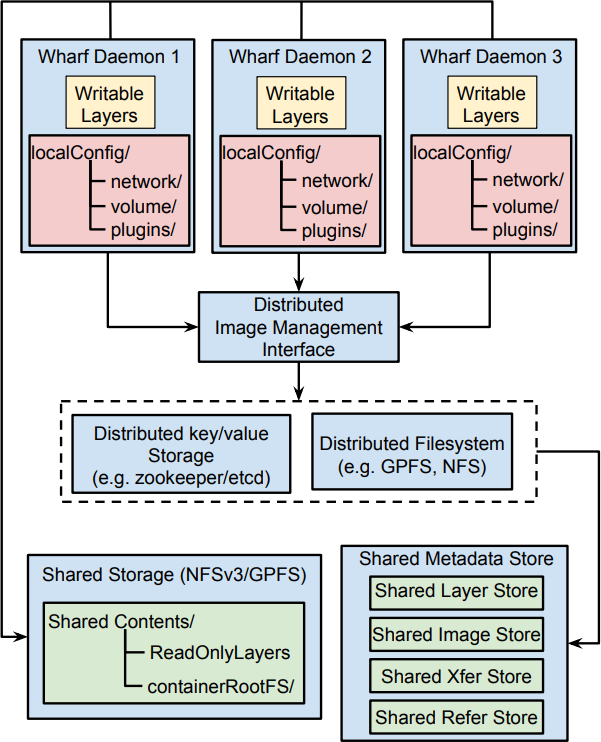 Wharf Daemon 1
Writable
Layers
localConfig/
network/
volume/
plugins/
Wharf Daemon 2
Writable
Layers
localConfig/
network/
volume/
plugins/
Wharf Daemon 3
Writable
Layers
localConfig/
network/
volume/
plugins/
Distributed
Image Management
Interface
Distributed key/value
Storage
(e.g. zookeeper/etcd)
Distributed Filesystem
(e.g. GPFS, NFS)
Shared Storage (NFSv3/GPFS)
Shared Contents/
ReadOnlyLayers
containerRootFS/
Shared Metadata Store
Shared Layer Store
Shared Image Store
Shared Xfer Store
Shared Refer Store